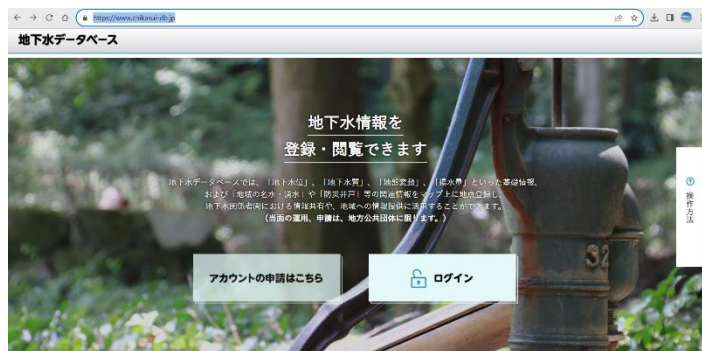 https://www.chikasui-db.jp
地下水データベース
地下水情報を
登録・閲覧できます
地下水データベースでは、「地下水位」、「地下水質」、「地盤変動」、「揚水量」といった基礎情報、
および「地域の名水・湧水」や「防災井戸」等の関連情報をマップ上に地点登録し、
地下水関係者間における情報共有や、地域への情報提供に活用することができます。
(当面の運用、申請は、地方公共団体に限ります。)
操作方法
アカウントの申請はこちら
ログイン